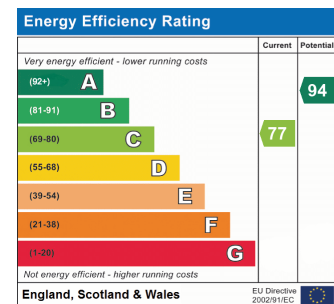 Energy Efficiency Rating
Current Potential
Very energy efficient - lower running costs
(92+) A
94
(81-91) B
(69-80) C
77
(55-68) D
(39-54) E
(21-38) F
(1-20) G
Not energy efficient - higher running costs
England, Scotland & Wales
EU Directive
2002/91/EC